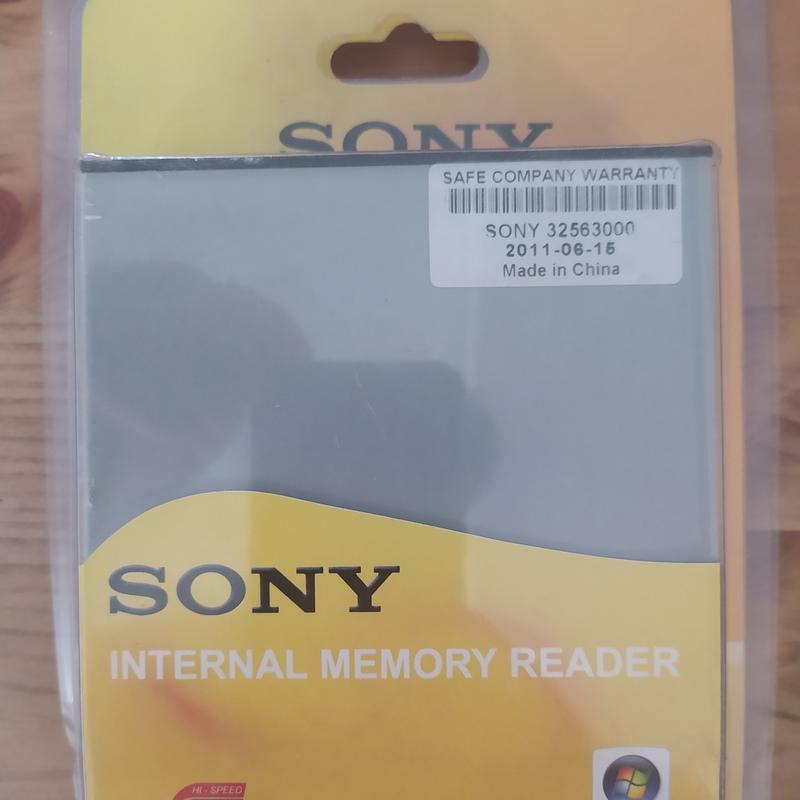 SONY
SAFE COMPANY WARRANTY
SONY 32563000
2011-06-15
Made in China
SONY
INTERNAL MEMORY READER
HI-SPEED